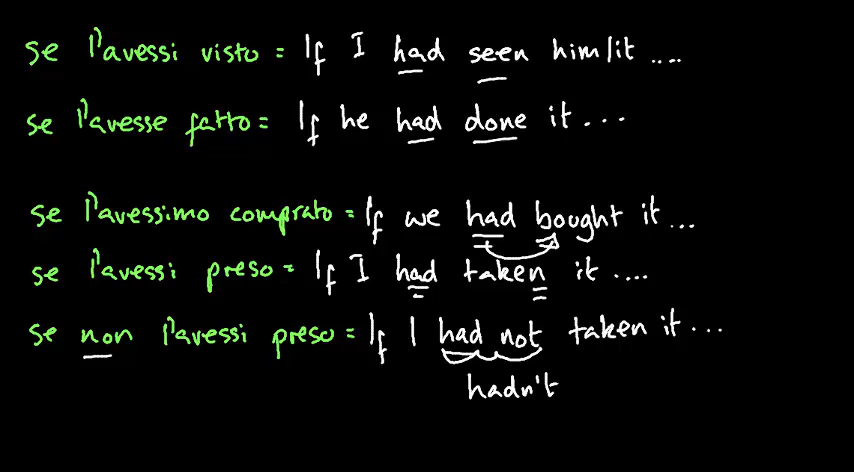 se l'avessi visto = If I had seen him/it ....
se l'avesse fatto = If he had done it ...
se l'avessimo comprato = If we had bought it ...
se l'avessi preso = If I had taken it ....
se non l'avessi preso = If I had not taken it ...
hadn't